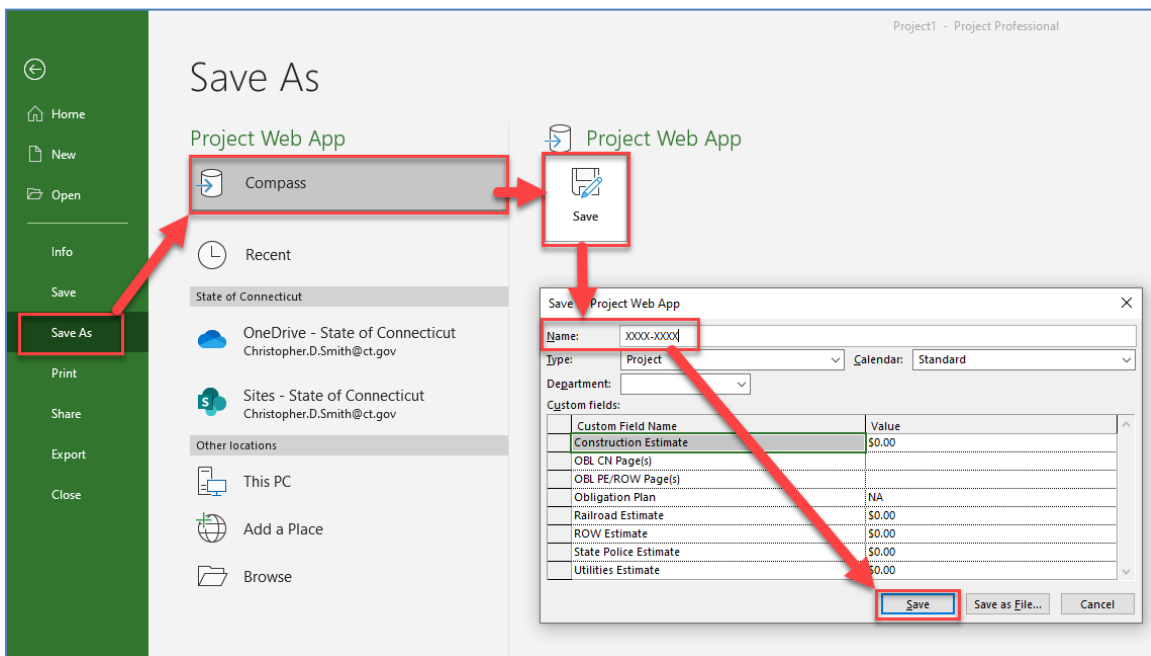 Project1 - Project Professional
Save As
Home
New
Open
Info
Save
Save As
Print
Share
Export
Close
Project Web App
Compass
Recent
State of Connecticut
OneDrive - State of Connecticut
Christopher.D.Smith@ct.gov
Sites - State of Connecticut
Christopher.D.Smith@ct.gov
Other locations
This PC
Add a Place
Browse
Project Web App
Save
Save Project Web App
Name: XXXX-XXXX
Type: Project Calendar: Standard
Department:
Custom fields:
Custom Field Name Value
Construction Estimate $0.00
OBL CN Page(s)
OBL PE/ROW Page(s)
Obligation Plan NA
Railroad Estimate $0.00
ROW Estimate $0.00
State Police Estimate $0.00
Utilities Estimate $0.00
Save Save as File... Cancel